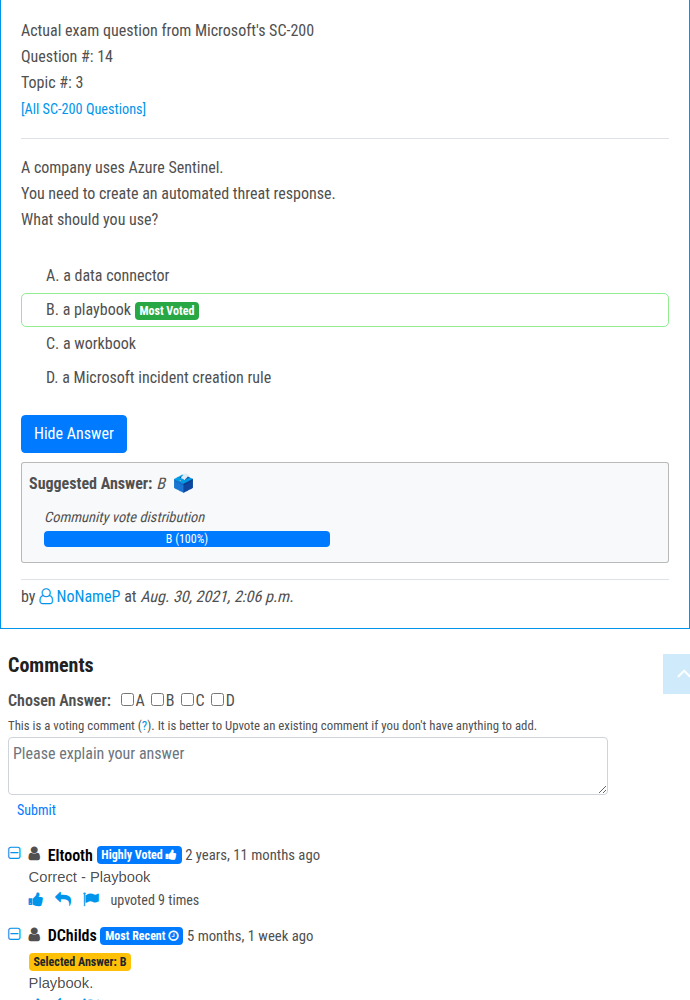 Actual exam question from Microsoft's SC-200
Question #: 14
Topic #: 3
[All SC-200 Questions]
A company uses Azure Sentinel.
You need to create an automated threat response.
What should you use?
A. a data connector
B. a playbook Most Voted
C. a workbook
D. a Microsoft incident creation rule
Hide Answer
Suggested Answer: B
Community vote distribution
B (100%)
by NoNameP at Aug. 30, 2021, 2:06 p.m.
Comments
Chosen Answer: A B C D
This is a voting comment (?). It is better to Upvote an existing comment if you don't have anything to add.
Please explain your answer
Submit
Eltooth Highly Voted 2 years, 11 months ago
Correct - Playbook
upvoted 9 times
DChilds Most Recent 5 months, 1 week ago
Selected Answer: B
Playbook.